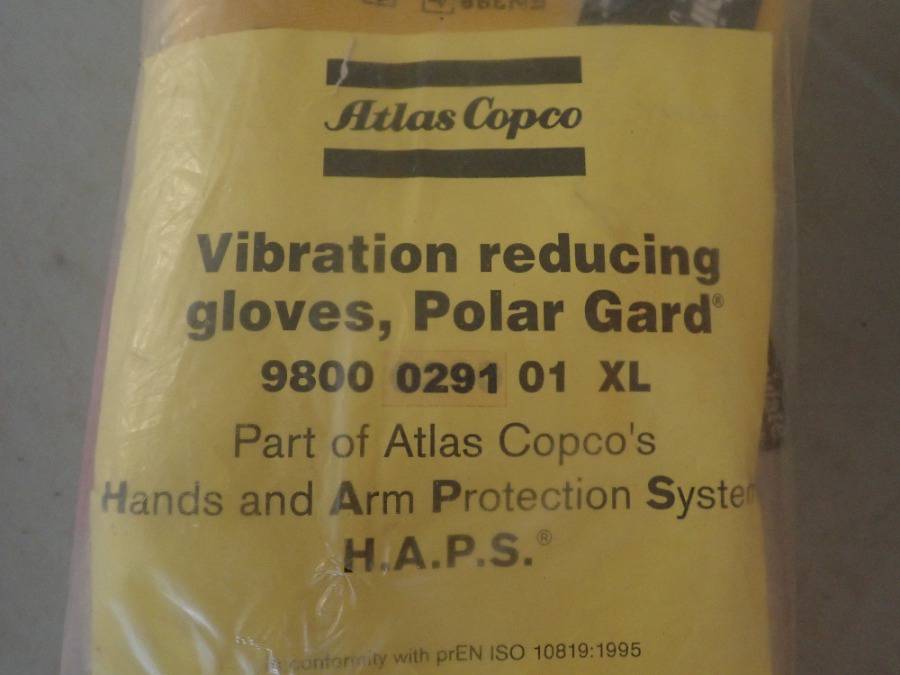 Atlas Copco
Vibration reducing
gloves, Polar Gard®
9800 0291 01 XL
Part of Atlas Copco's
Hands and Arm Protection System
H.A.P.S.®
conformity with prEN ISO 10819:1995